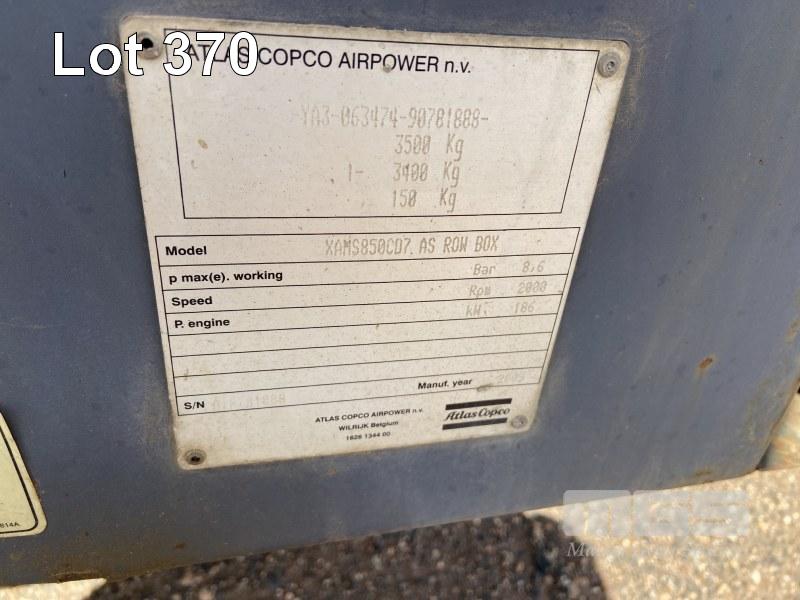 Lot 370
ATLAS COPCO AIRPOWER n.v.
YA3-063474-90781888-
3500 Kg
1- 3400 Kg
150 Kg
Model XAMS850CD7 AS ROW BOX
p max(e). working Bar 8,6
Speed Rpm 2000
P. engine kW. 186
Manuf. year
S/N
ATLAS COPCO AIRPOWER n.v.
WILRIJK Belgium
1626 1344 00
Atlas Copco
814A
MGS